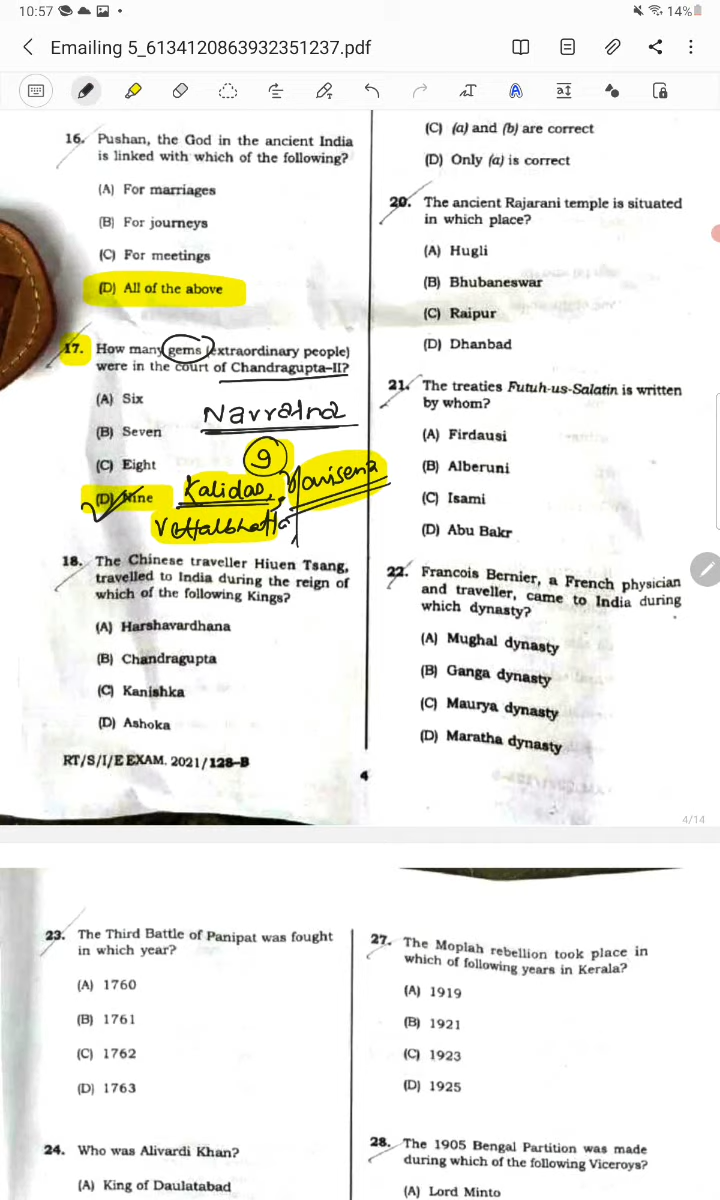 10:57
14%
Emailing 5_6134120863932351237.pdf
16. Pushan, the God in the ancient India
is linked with which of the following?
(A) For marriages
(B) For journeys
(C) For meetings
(D) All of the above
17. How many gems (extraordinary people)
were in the court of Chandragupta-II?
(A) Six
(B) Seven
(C) Eight
(D) Nine
Navratna
9
Kalidas,
Vettalbhatta
18. The Chinese traveller Hiuen Tsang,
travelled to India during the reign of
which of the following Kings?
(A) Harshavardhana
(B) Chandragupta
(C) Kanishka
(D) Ashoka
RT/S/I/E EXAM. 2021/128-B
4
(C) (a) and (b) are correct
(D) Only (a) is correct
20. The ancient Rajarani temple is situated
in which place?
(A) Hugli
(B) Bhubaneswar
(C) Raipur
(D) Dhanbad
21. The treaties Futuh-us-Salatin is written
by whom?
(A) Firdausi
(B) Alberuni
(C) Isami
(D) Abu Bakr
22. Francois Bernier, a French physician
and traveller, came to India during
which dynasty?
(A) Mughal dynasty
(B) Ganga dynasty
(C) Maurya dynasty
(D) Maratha dynasty
4/14
23. The Third Battle of Panipat was fought
in which year?
(A) 1760
(B) 1761
(C) 1762
(D) 1763
24. Who was Alivardi Khan?
(A) King of Daulatabad
27. The Moplah rebellion took place in
which of following years in Kerala?
(A) 1919
(B) 1921
(C) 1923
(D) 1925
28. The 1905 Bengal Partition was made
during which of the following Viceroys?
(A) Lord Minto